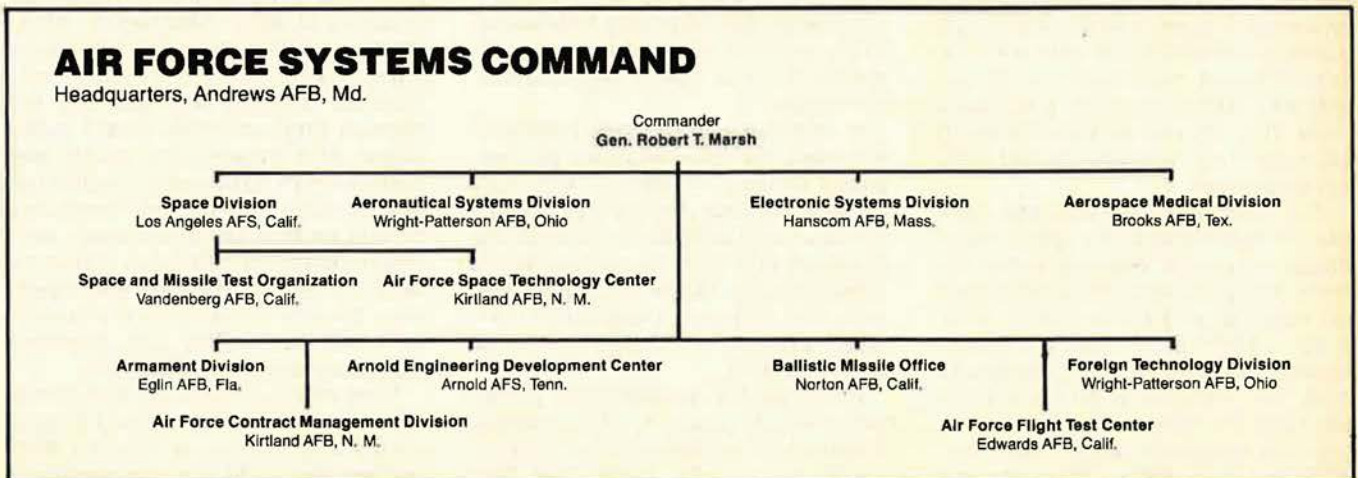 AIR FORCE SYSTEMS COMMAND
Headquarters, Andrews AFB, Md.
Commander
Gen. Robert T. Marsh
Space Division
Los Angeles AFS, Calif.
Aeronautical Systems Division
Wright-Patterson AFB, Ohio
Electronic Systems Division
Hanscom AFB, Mass.
Aerospace Medical Division
Brooks AFB, Tex.
Space and Missile Test Organization
Vandenberg AFB, Calif.
Air Force Space Technology Center
Kirtland AFB, N. M.
Armament Division
Eglin AFB, Fla.
Arnold Engineering Development Center
Arnold AFS, Tenn.
Ballistic Missile Office
Norton AFB, Calif.
Foreign Technology Division
Wright-Patterson AFB, Ohio
Air Force Contract Management Division
Kirtland AFB, N. M.
Air Force Flight Test Center
Edwards AFB, Calif.